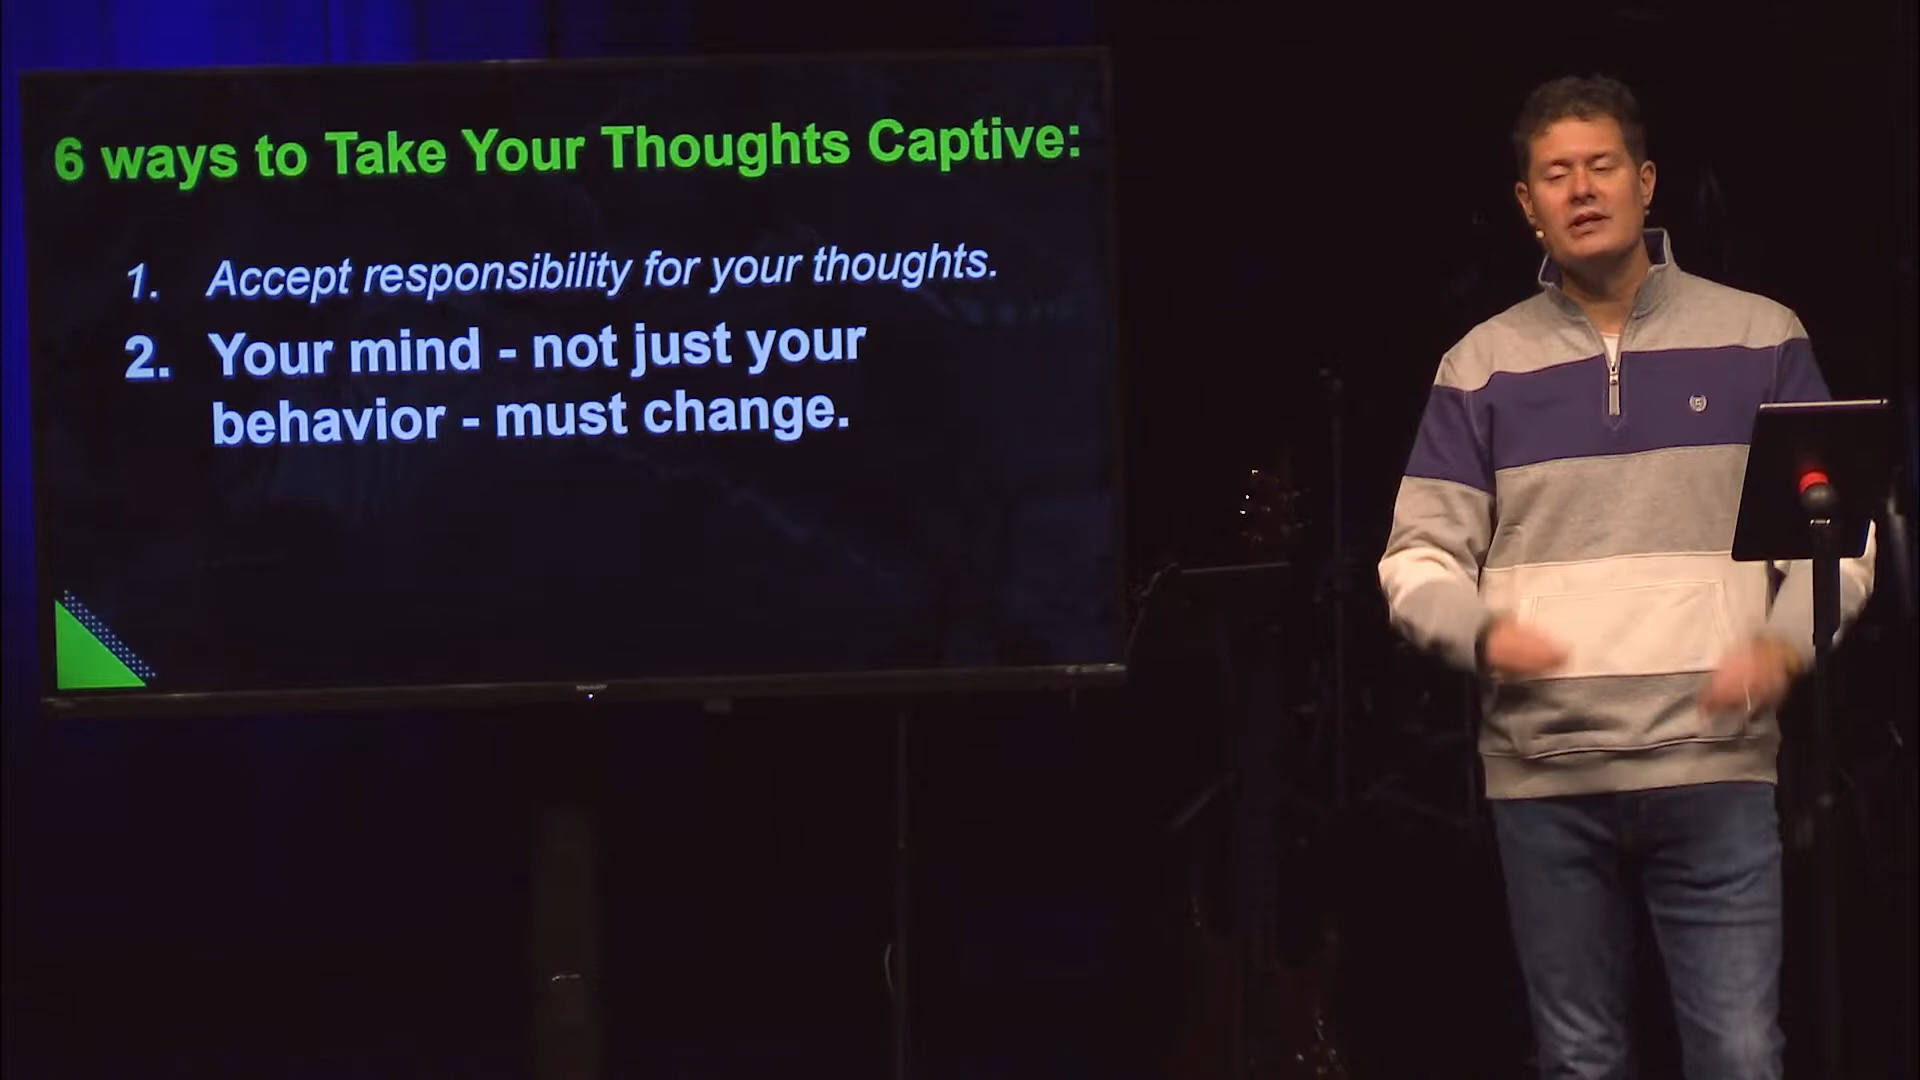 6 ways to Take Your Thoughts Captive:
1. Accept responsibility for your thoughts.
2. Your mind - not just your
behavior - must change.
SHARP